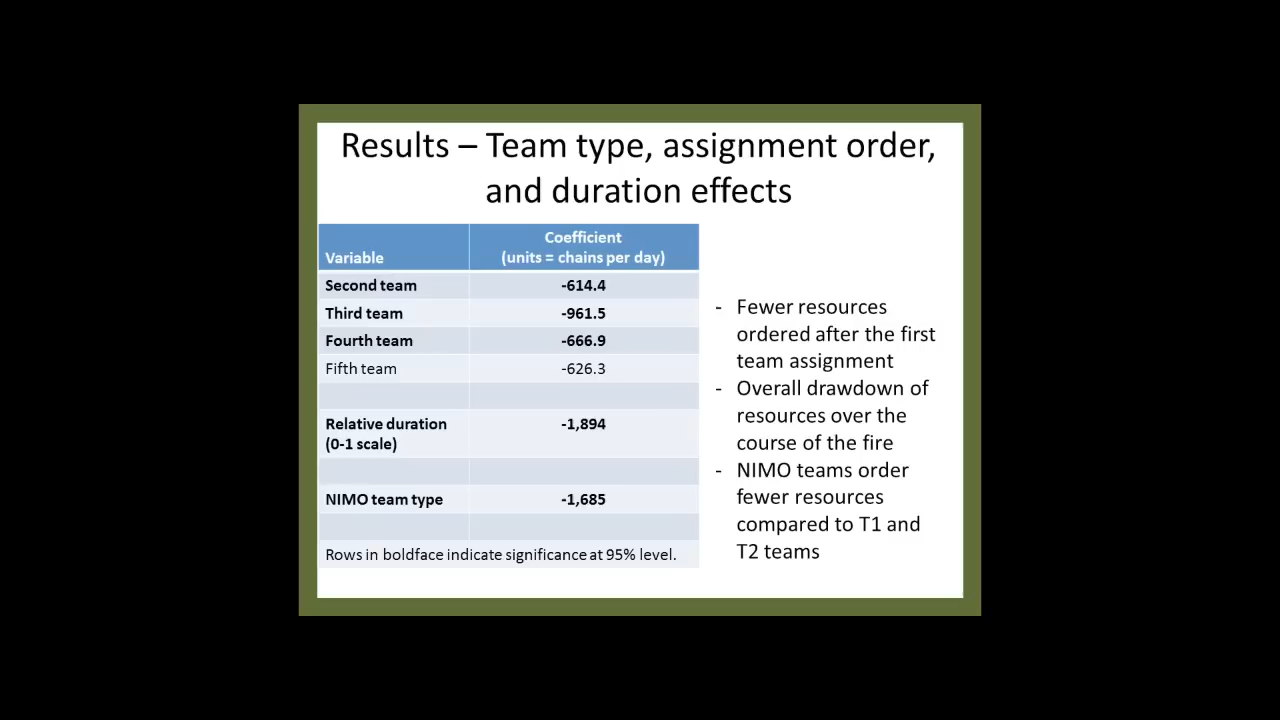 Results – Team type, assignment order,
and duration effects
Variable
Coefficient
(units = chains per day)
Second team -614.4
Third team -961.5
Fourth team -666.9
Fifth team -626.3
Relative duration
(0-1 scale)
-1,894
NIMO team type -1,685
Rows in boldface indicate significance at 95% level.
- Fewer resources
ordered after the first
team assignment
- Overall drawdown of
resources over the
course of the fire
- NIMO teams order
fewer resources
compared to T1 and
T2 teams